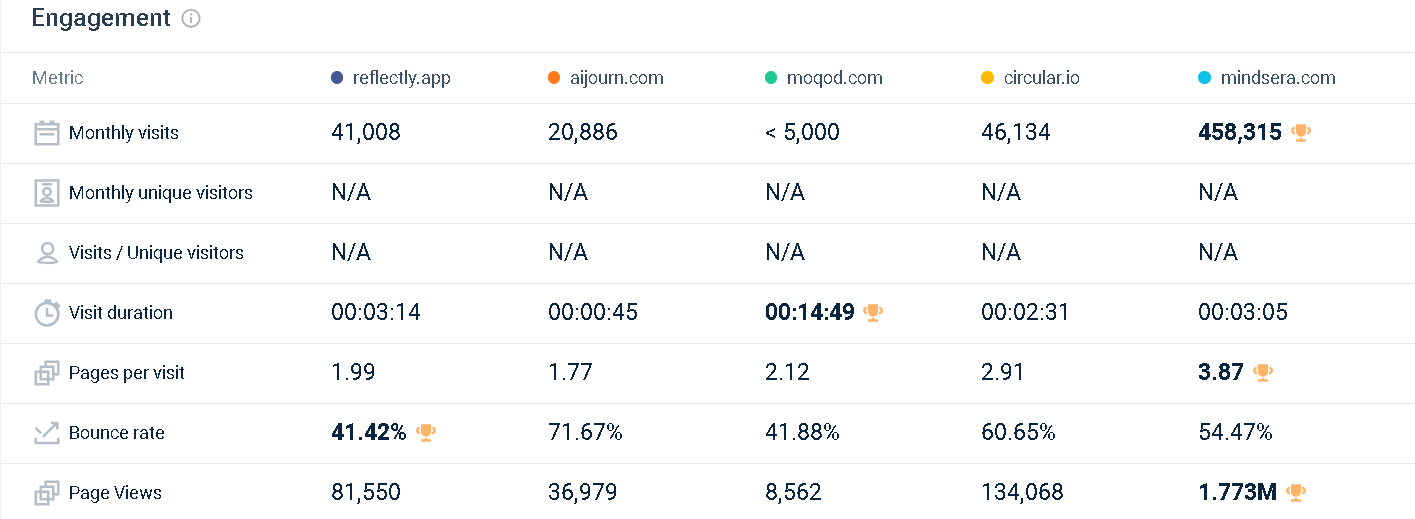 Engagement
Metric reflectly.app aijourn.com moqod.com circular.io mindsera.com
Monthly visits 41,008 20,886 < 5,000 46,134 458,315
Monthly unique visitors N/A N/A N/A N/A N/A
Visits / Unique visitors N/A N/A N/A N/A N/A
Visit duration 00:03:14 00:00:45 00:14:49 00:02:31 00:03:05
Pages per visit 1.99 1.77 2.12 2.91 3.87
Bounce rate 41.42% 71.67% 41.88% 60.65% 54.47%
Page Views 81,550 36,979 8,562 134,068 1.773M